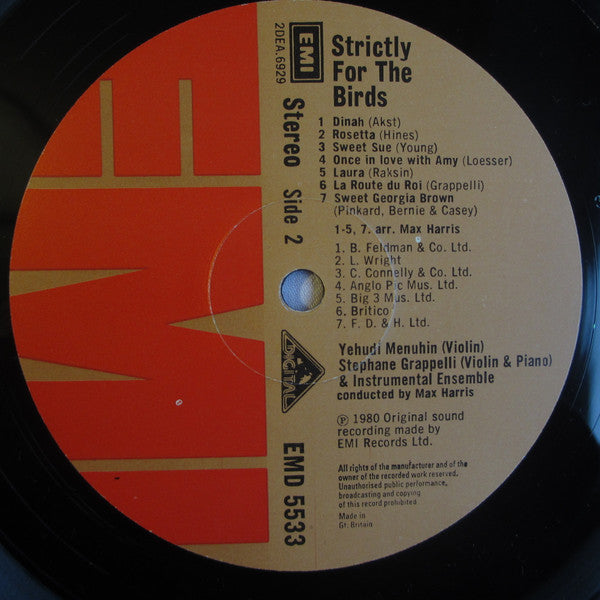 EMI
EMI
2DEA.6929
Stereo Side 2
DIGITAL
EMD 5533
Strictly
For The
Birds
1 Dinah (Akst)
2 Rosetta (Hines)
3 Sweet Sue (Young)
4 Once in love with Amy (Loesser)
5 Laura (Raksin)
6 La Route du Roi (Grappelli)
7 Sweet Georgia Brown
(Pinkard, Bernie & Casey)
1-5, 7. arr. Max Harris
1. B. Feldman & Co. Ltd.
2. L. Wright
3. C. Connelly & Co. Ltd.
4. Anglo Pic Mus. Ltd.
5. Big 3 Mus. Ltd.
6. Britico
7. F. D. & H. Ltd.
Yehudi Menuhin (Violin)
Stephane Grappelli (Violin & Piano)
& Instrumental Ensemble
conducted by Max Harris
℗ 1980 Original sound
recording made by
EMI Records Ltd.
All rights of the manufacturer and of the
owner of the recorded work reserved.
Unauthorised public performance,
broadcasting and copying
of this record prohibited
Made in
Gt. Britain